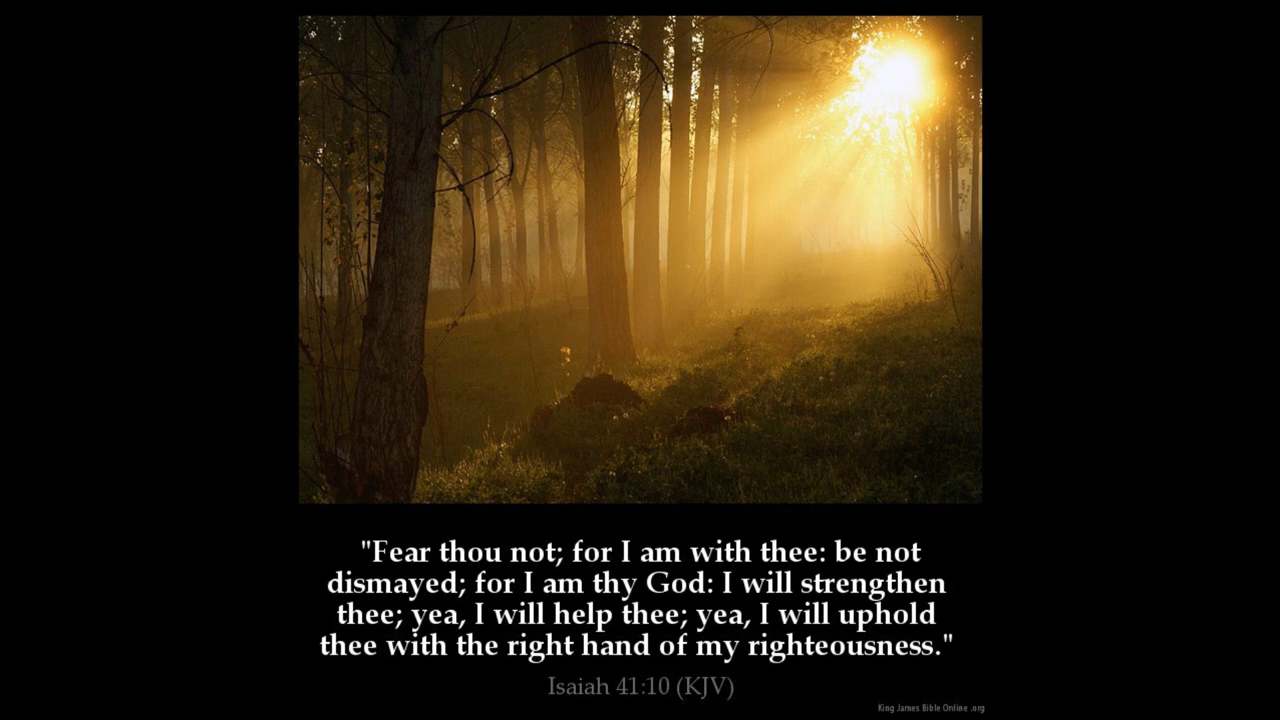 "Fear thou not; for I am with thee: be not
dismayed; for I am thy God: I will strengthen
thee; yea, I will help thee; yea, I will uphold
thee with the right hand of my righteousness."
Isaiah 41:10 (KJV)
King James Bible Online .org